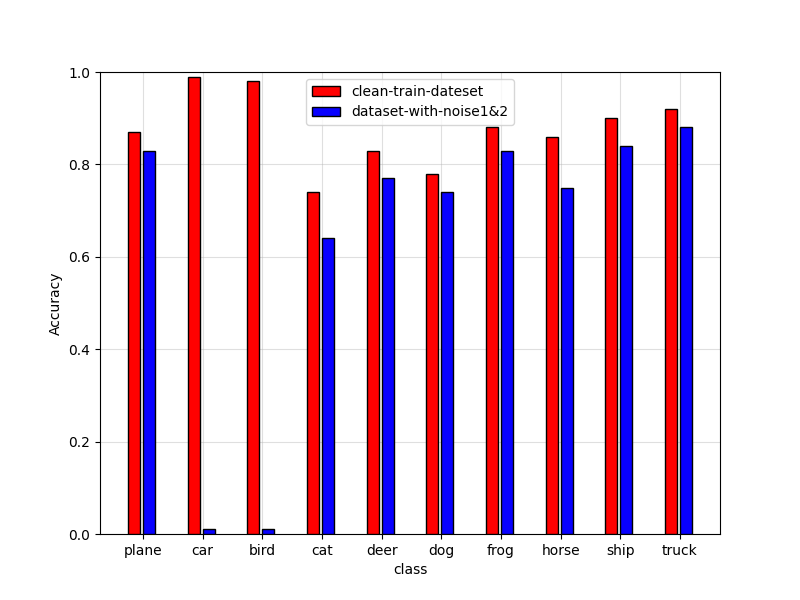 1.0
0.8
0.6
0.4
0.2
0.0
Accuracy
clean-train-dateset
dataset-with-noise1&2
plane car bird cat deer dog frog horse ship truck
class